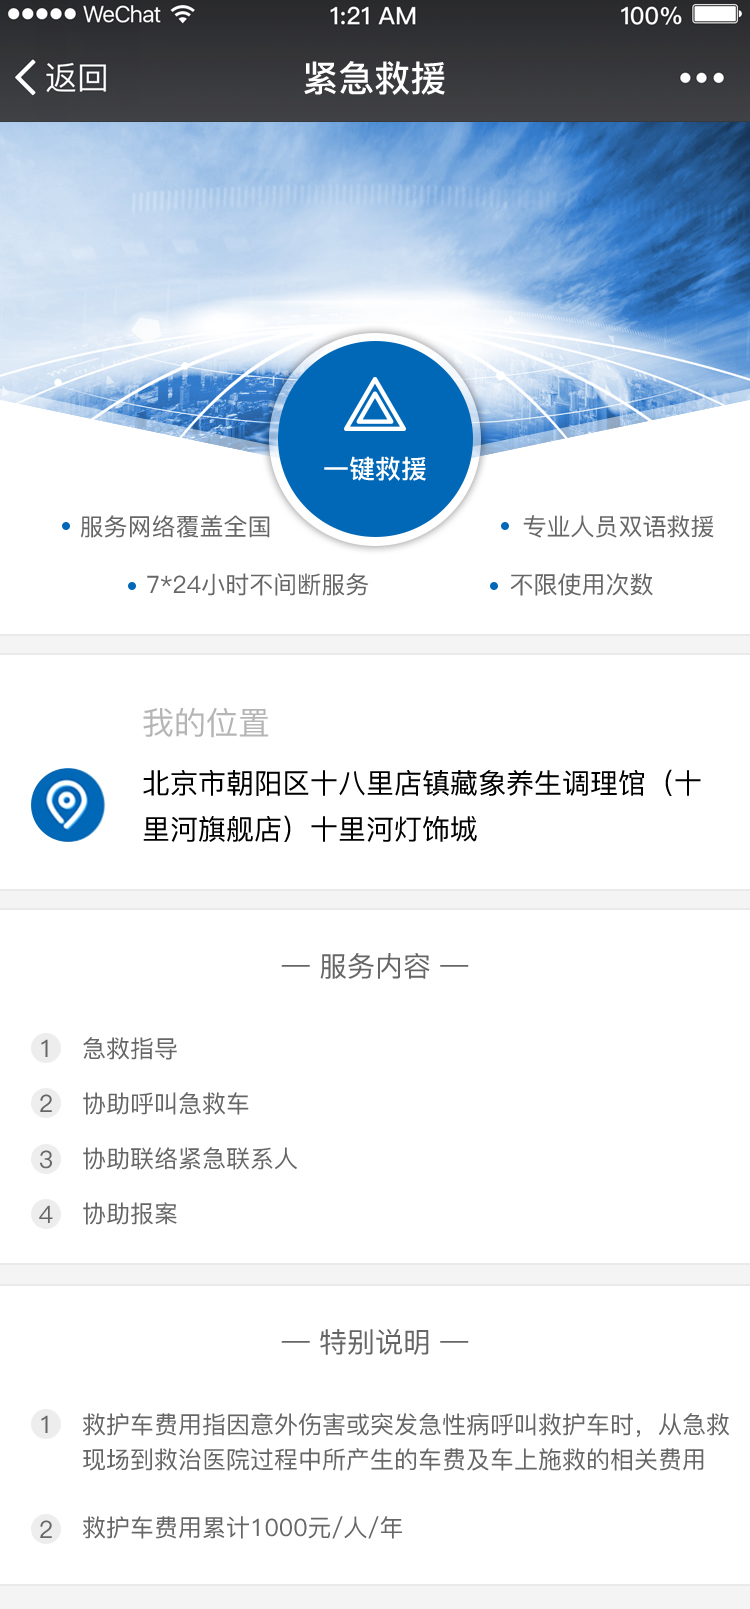 WeChat 1:21 AM 100%
返回 紧急救援
一键救援
服务网络覆盖全国 专业人员双语救援
7*24小时不间断服务 不限使用次数
我的位置
北京市朝阳区十八里店镇藏象养生调理馆（十
里河旗舰店）十里河灯饰城
— 服务内容 —
1 急救指导
2 协助呼叫急救车
3 协助联络紧急联系人
4 协助报案
— 特别说明 —
1 救护车费用指因意外伤害或突发急性病呼叫救护车时，从急救
现场到救治医院过程中所产生的车费及车上施救的相关费用
2 救护车费用累计1000元/人/年